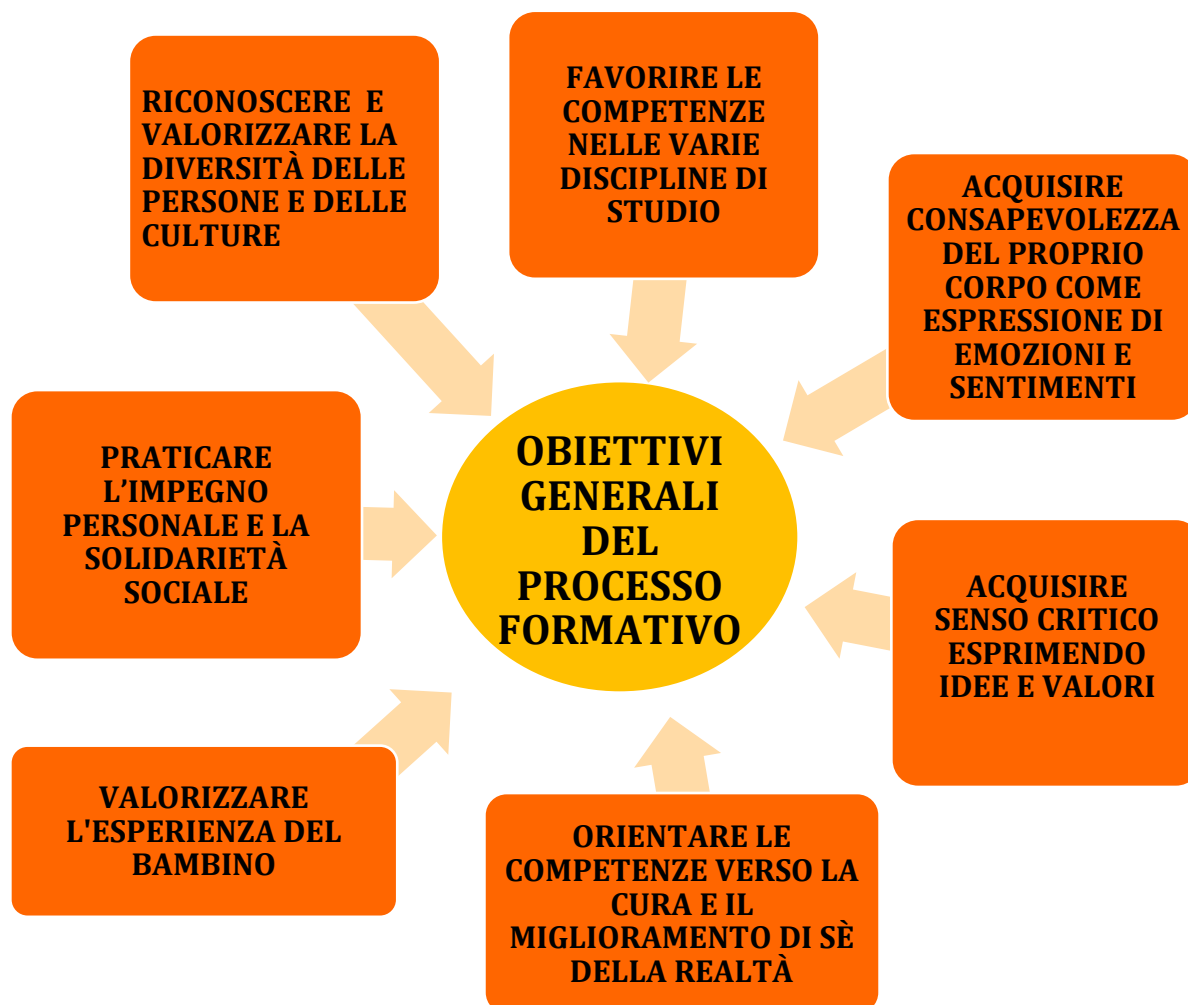 RICONOSCERE E
VALORIZZARE LA
DIVERSITÀ DELLE
PERSONE E DELLE
CULTURE
FAVORIRE LE
COMPETENZE
NELLE VARIE
DISCIPLINE DI
STUDIO
ACQUISIRE
CONSAPEVOLEZZA
DEL PROPRIO
CORPO COME
ESPRESSIONE DI
EMOZIONI E
SENTIMENTI
PRATICARE
L’IMPEGNO
PERSONALE E LA
SOLIDARIETÀ
SOCIALE
OBIETTIVI
GENERALI
DEL
PROCESSO
FORMATIVO
ACQUISIRE
SENSO CRITICO
ESPRIMENDO
IDEE E VALORI
VALORIZZARE
L'ESPERIENZA DEL
BAMBINO
ORIENTARE LE
COMPETENZE VERSO LA
CURA E IL
MIGLIORAMENTO DI SÈ
DELLA REALTÀ